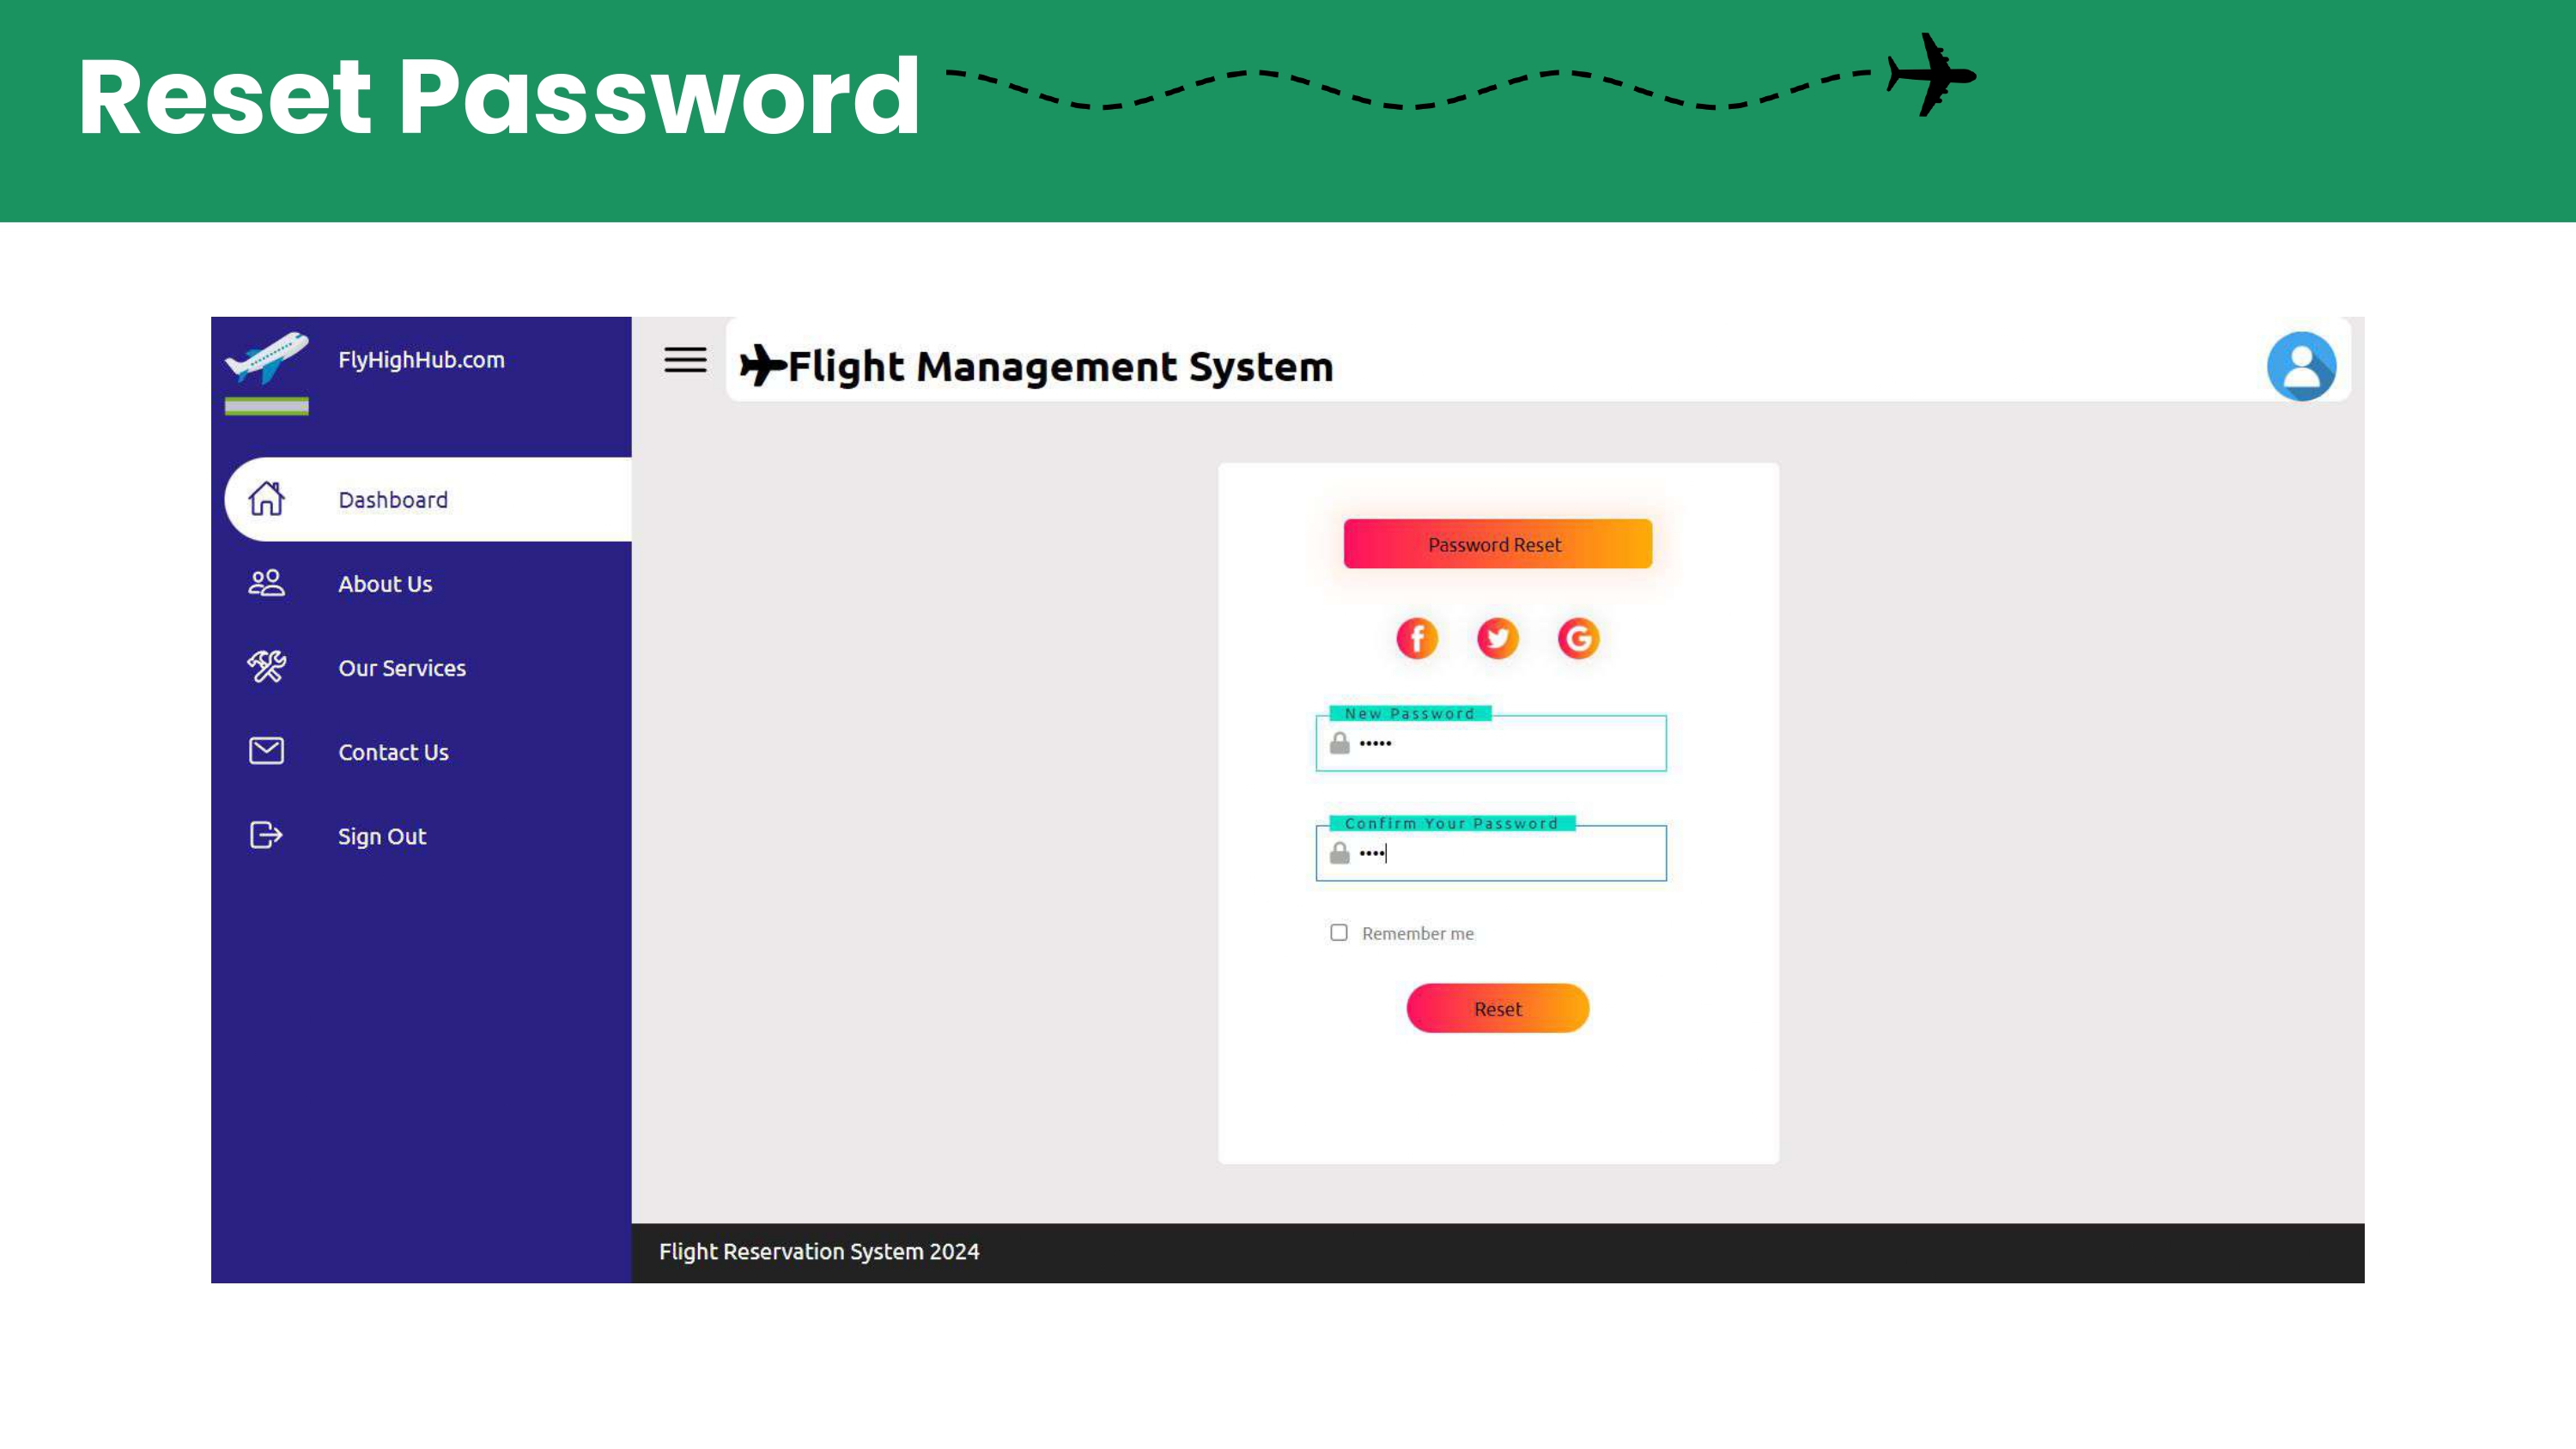 Reset Password
FlyHighHub.com
Flight Management System
Dashboard
About Us
Our Services
Contact Us
Sign Out
Password Reset
New Password
•••••
Confirm Your Password
••••
Remember me
Reset
Flight Reservation System 2024